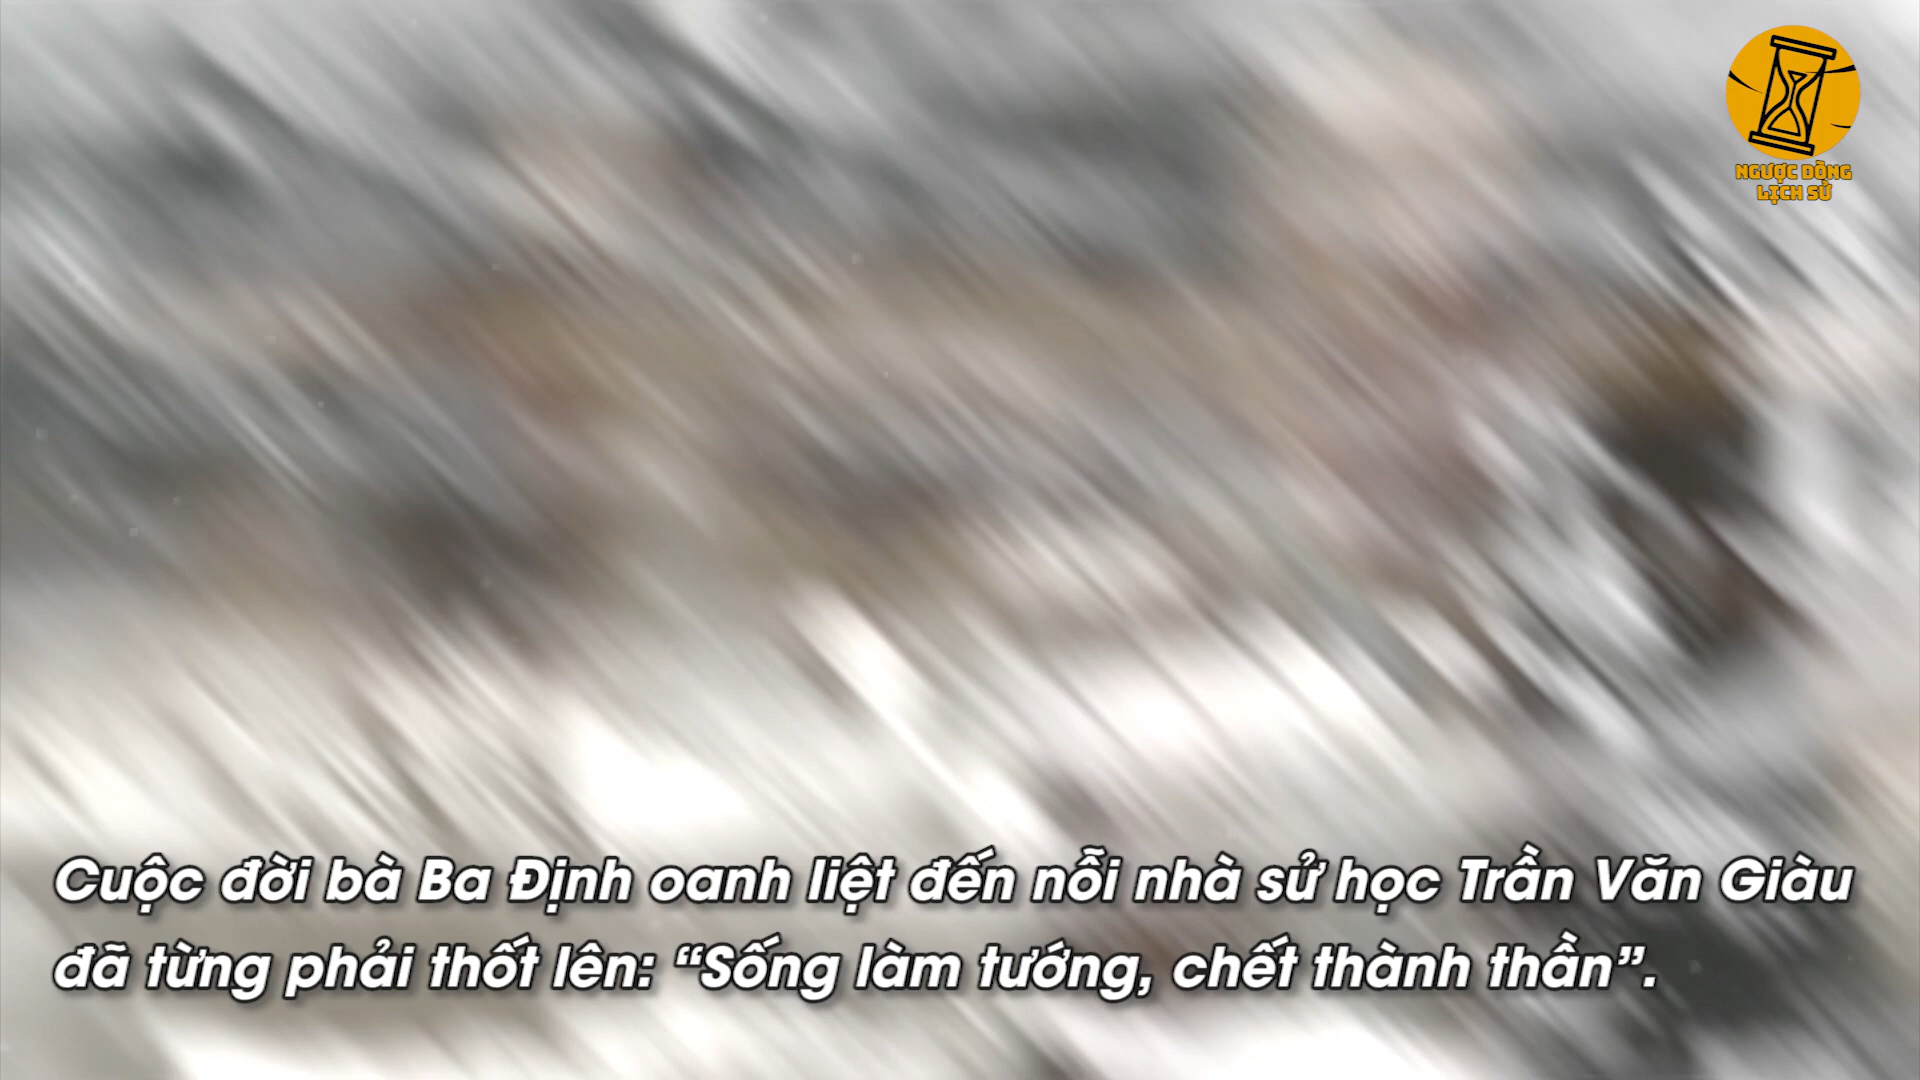 NGƯỢC DÒNG
LỊCH SỬ
Cuộc đời bà Ba Định oanh liệt đến nỗi nhà sử học Trần Văn Giàu
đã từng phải thốt lên: “Sống làm tướng, chết thành thần”.